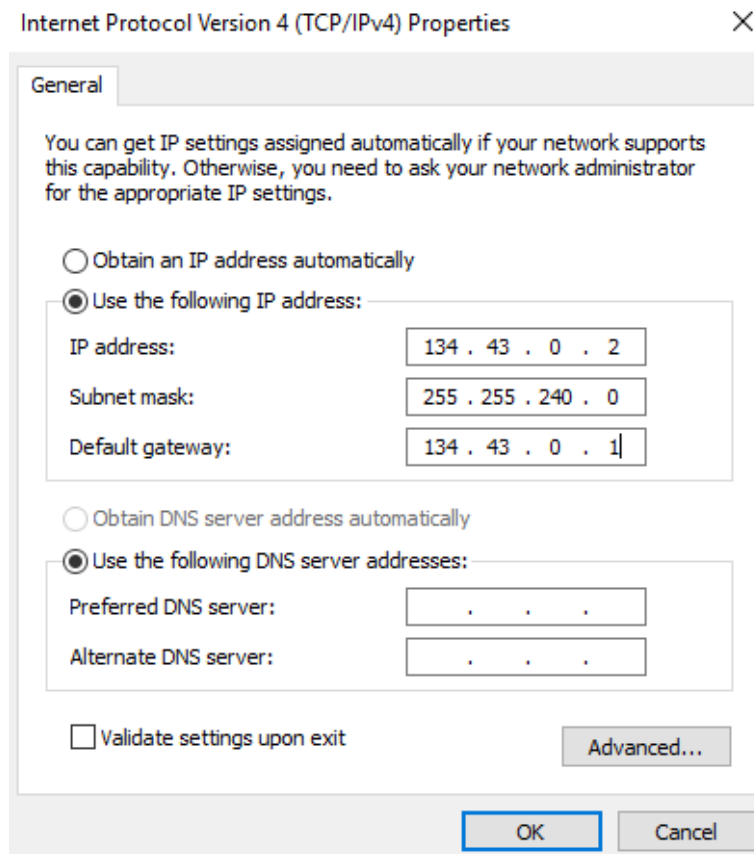 Internet Protocol Version 4 (TCP/IPv4) Properties
General
You can get IP settings assigned automatically if your network supports
this capability. Otherwise, you need to ask your network administrator
for the appropriate IP settings.
Obtain an IP address automatically
Use the following IP address:
IP address: 134 . 43 . 0 . 2
Subnet mask: 255 . 255 . 240 . 0
Default gateway: 134 . 43 . 0 . 1
Obtain DNS server address automatically
Use the following DNS server addresses:
Preferred DNS server: . . .
Alternate DNS server: . . .
Validate settings upon exit
Advanced...
OK Cancel